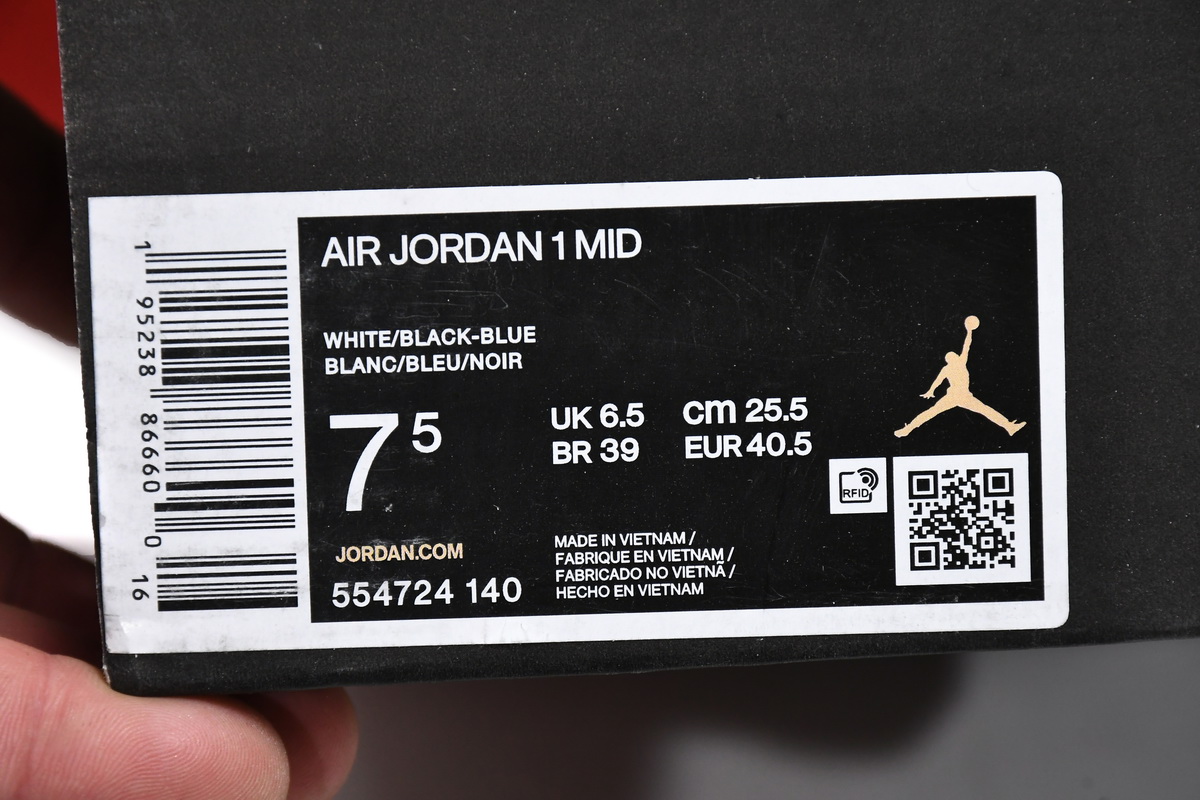 AIR JORDAN 1 MID
WHITE/BLACK-BLUE
BLANC/BLEU/NOIR
7 5
UK 6.5 cm 25.5
BR 39 EUR 40.5
RFID
JORDAN.COM
554724 140
MADE IN VIETNAM /
FABRIQUE EN VIETNAM /
FABRICADO NO VIETNÃ /
HECHO EN VIETNAM
1 95238 86660 0 16